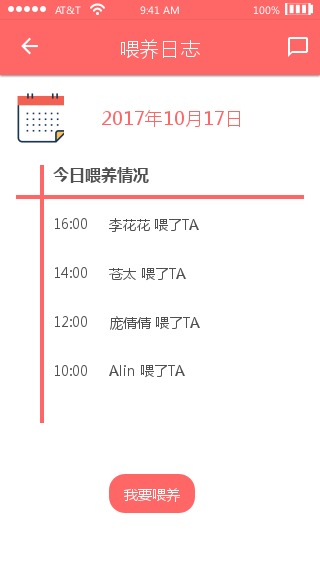 AT&T 9:41 AM 100%
喂养日志
2017年10月17日
今日喂养情况
16:00 李花花 喂了TA
14:00 苍太 喂了TA
12:00 庞倩倩 喂了TA
10:00 Alin 喂了TA
我要喂养